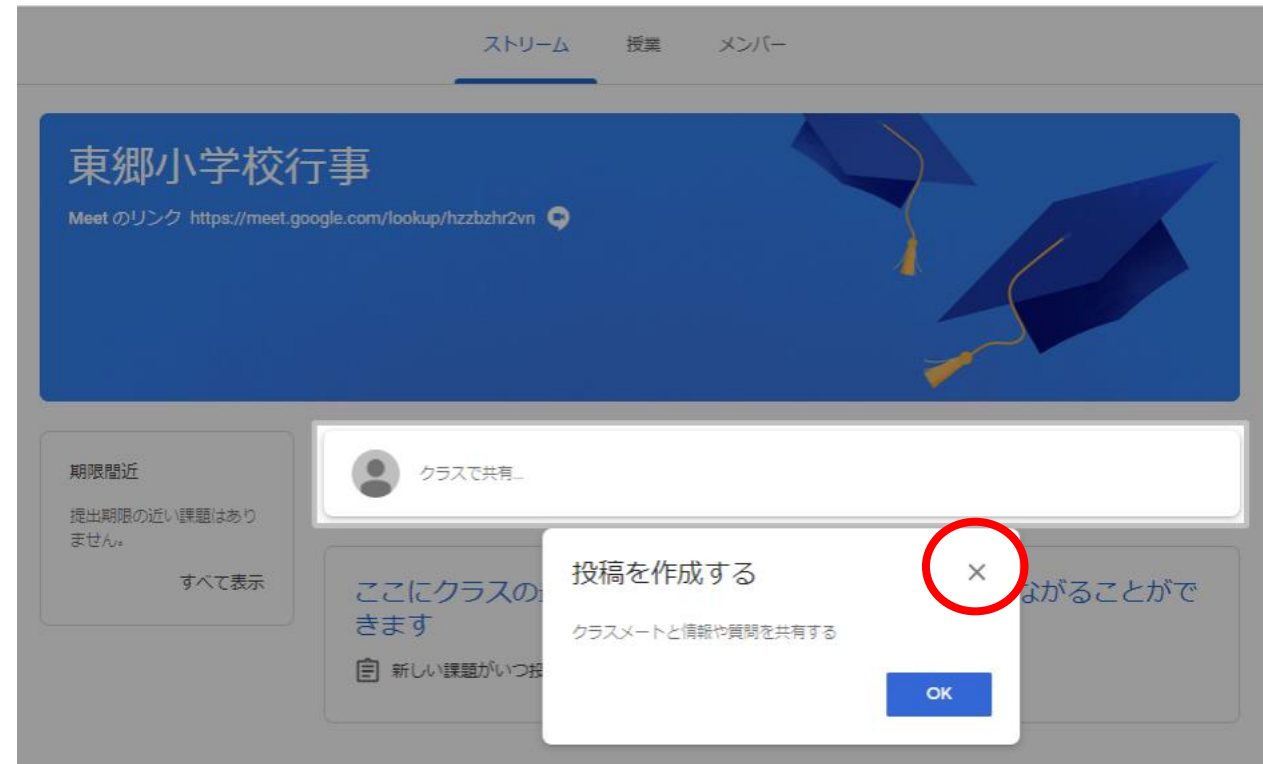 ストリーム 授業 メンバー
東郷小学校行事
Meet のリンク https://meet.google.com/lookup/hzzbzhr2vn
期限間近
提出期限の近い課題はあり
ません。
すべて表示
クラスで共有...
投稿を作成する ×
クラスメートと情報や質問を共有する
OK
ここにクラスの ながることがで
きます
新しい課題がいつ